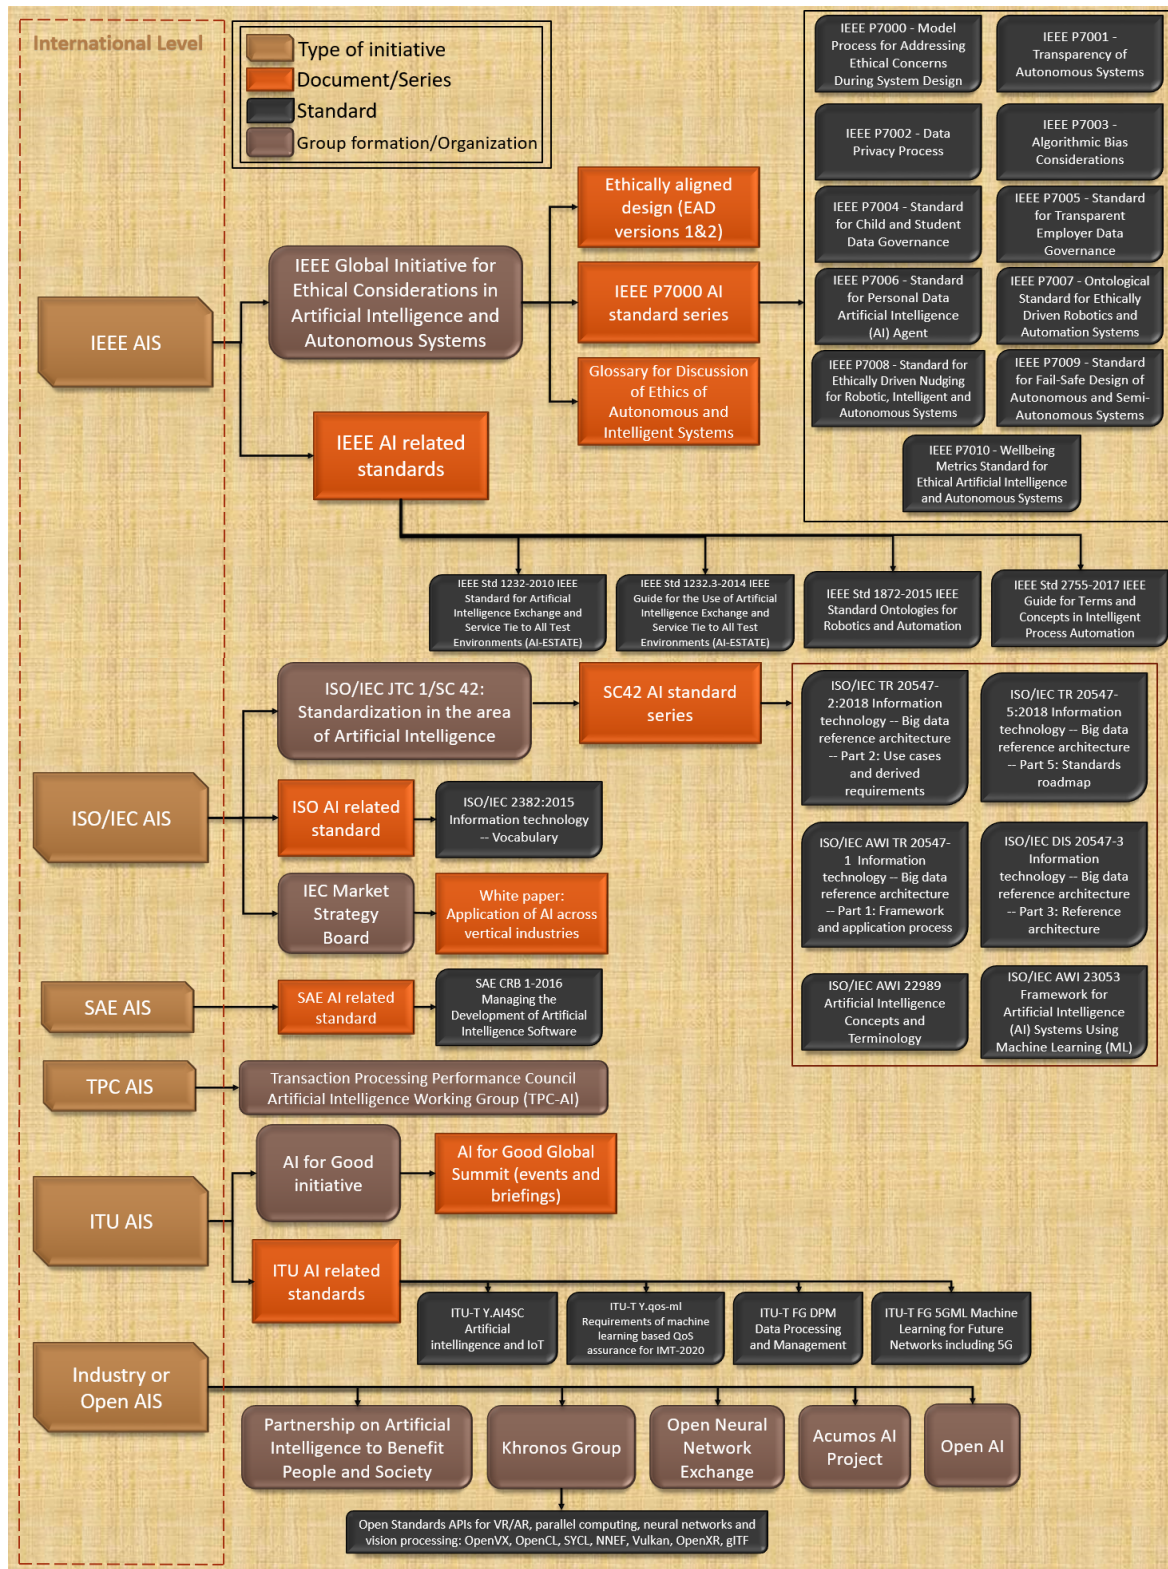 International Level
Type of initiative
Document/Series
Standard
Group formation/Organization
IEEE P7000 - Model
Process for Addressing
Ethical Concerns
During System Design
IEEE P7001 -
Transparency of
Autonomous Systems
IEEE P7002 - Data
Privacy Process
IEEE P7003 -
Algorithmic Bias
Considerations
IEEE P7004 - Standard
for Child and Student
Data Governance
IEEE P7005 - Standard
for Transparent
Employer Data
Governance
IEEE P7006 - Standard
for Personal Data
Artificial Intelligence
(AI) Agent
IEEE P7007 - Ontological
Standard for Ethically
Driven Robotics and
Automation Systems
IEEE P7008 - Standard for
Ethically Driven Nudging
for Robotic, Intelligent and
Autonomous Systems
IEEE P7009 - Standard
for Fail-Safe Design of
Autonomous and Semi-
Autonomous Systems
IEEE P7010 - Wellbeing
Metrics Standard for
Ethical Artificial Intelligence
and Autonomous Systems
Ethically aligned
design (EAD
versions 1&2)
IEEE Global Initiative for
Ethical Considerations in
Artificial Intelligence and
Autonomous Systems
IEEE P7000 AI
standard series
IEEE AIS
Glossary for Discussion
of Ethics of
Autonomous and
Intelligent Systems
IEEE AI related
standards
IEEE Std 1232-2010 IEEE
Standard for Artificial
Intelligence Exchange and
Service Tie to All Test
Environments (AI-ESTATE)
IEEE Std 1232.3-2014 IEEE
Guide for the Use of Artificial
Intelligence Exchange and
Service Tie to All Test
Environments (AI-ESTATE)
IEEE Std 1872-2015 IEEE
Standard Ontologies for
Robotics and Automation
IEEE Std 2755-2017 IEEE
Guide for Terms and
Concepts in Intelligent
Process Automation
ISO/IEC JTC 1/SC 42:
Standardization in the area
of Artificial Intelligence
SC42 AI standard
series
ISO/IEC TR 20547-
2:2018 Information
technology -- Big data
reference architecture
-- Part 2: Use cases
and derived
requirements
ISO/IEC TR 20547-
5:2018 Information
technology -- Big data
reference architecture
-- Part 5: Standards
roadmap
ISO/IEC AIS
ISO AI related
standard
ISO/IEC 2382:2015
Information technology
-- Vocabulary
ISO/IEC AWI TR 20547-
1 Information
technology -- Big data
reference architecture
-- Part 1: Framework
and application process
ISO/IEC DIS 20547-3
Information
technology -- Big data
reference architecture
-- Part 3: Reference
architecture
IEC Market
Strategy
Board
White paper:
Application of AI across
vertical industries
ISO/IEC AWI 22989
Artificial Intelligence
Concepts and
Terminology
ISO/IEC AWI 23053
Framework for
Artificial Intelligence
(AI) Systems Using
Machine Learning (ML)
SAE AIS
SAE AI related
standard
SAE CRB 1-2016
Managing the
Development of Artificial
Intelligence Software
TPC AIS
Transaction Processing Performance Council
Artificial Intelligence Working Group (TPC-AI)
AI for Good
initiative
AI for Good Global
Summit (events and
briefings)
ITU AIS
ITU AI related
standards
ITU-T Y.AI4SC
Artificial
intellingence and IoT
ITU-T Y.qos-ml
Requirements of machine
learning based QoS
assurance for IMT-2020
ITU-T FG DPM
Data Processing
and Management
ITU-T FG 5GML Machine
Learning for Future
Networks including 5G
Industry or
Open AIS
Partnership on Artificial
Intelligence to Benefit
People and Society
Khronos Group
Open Neural
Network
Exchange
Acumos AI
Project
Open AI
Open Standards APIs for VR/AR, parallel computing, neural networks and
vision processing: OpenVX, OpenCL, SYCL, NNEF, Vulkan, OpenXR, glTF